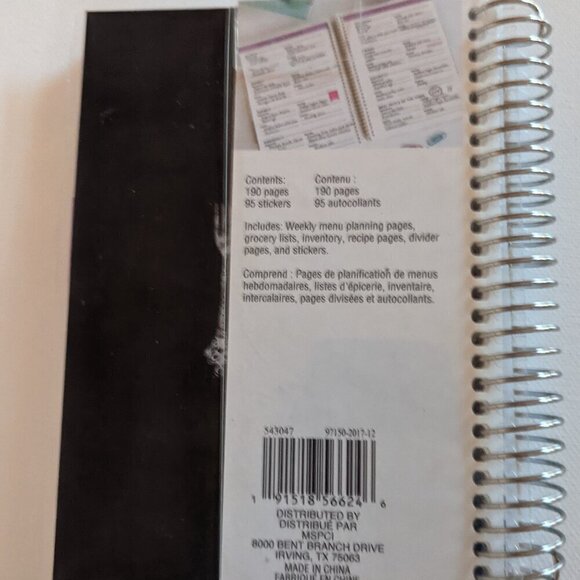 Contents:
190 pages
95 stickers
Contenu :
190 pages
95 autocollants
Includes: Weekly menu planning pages,
grocery lists, inventory, recipe pages, divider
pages, and stickers.
Comprend : Pages de planification de menus
hebdomadaires, listes d'épicerie, inventaire,
intercalaires, pages divisées et autocollants.
543047 97150-2017-12
1 91518 56624 6
DISTRIBUTED BY
DISTRIBUÉ PAR
MSPCI
8000 BENT BRANCH DRIVE
IRVING, TX 75063
MADE IN CHINA
FABRIQUÉ EN CHINE